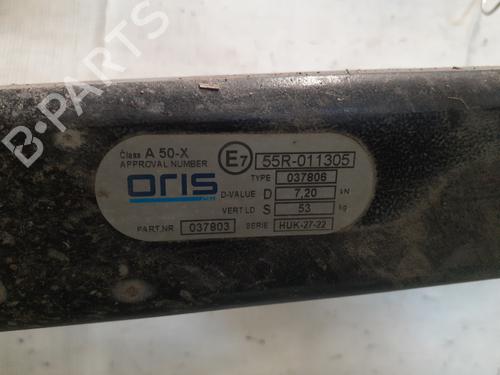 Class A 50-X
APPROVAL NUMBER E7 55R-011305
TYPE 037806
ORIS D-VALUE D 7,20 kN
VERT.LD S 53 kg
PART.NR 037803 SERIE HUK-27-22
B-PARTS